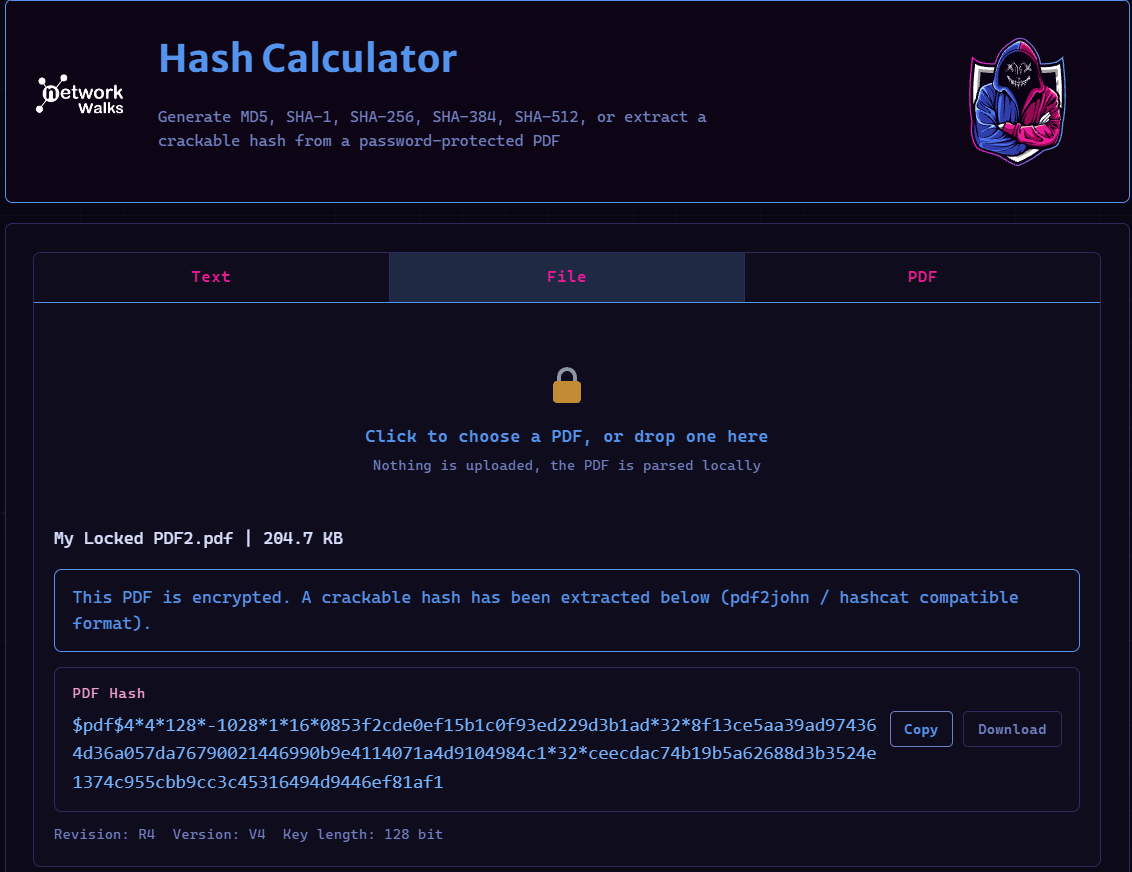 network
Walks
Hash Calculator
Generate MD5, SHA-1, SHA-256, SHA-384, SHA-512, or extract a
crackable hash from a password-protected PDF
Text
File
PDF
Click to choose a PDF, or drop one here
Nothing is uploaded, the PDF is parsed locally
My Locked PDF2.pdf | 204.7 KB
This PDF is encrypted. A crackable hash has been extracted below (pdf2john / hashcat compatible
format).
PDF Hash
$pdf$4*4*128*-1028*1*16*0853f2cde0ef15b1c0f93ed229d3b1ad*32*8f13ce5aa39ad97436
4d36a057da76790021446990b9e4114071a4d9104984c1*32*ceecdac74b19b5a62688d3b3524e
1374c955cbb9cc3c45316494d9446ef81af1
Copy
Download
Revision: R4 Version: V4 Key length: 128 bit